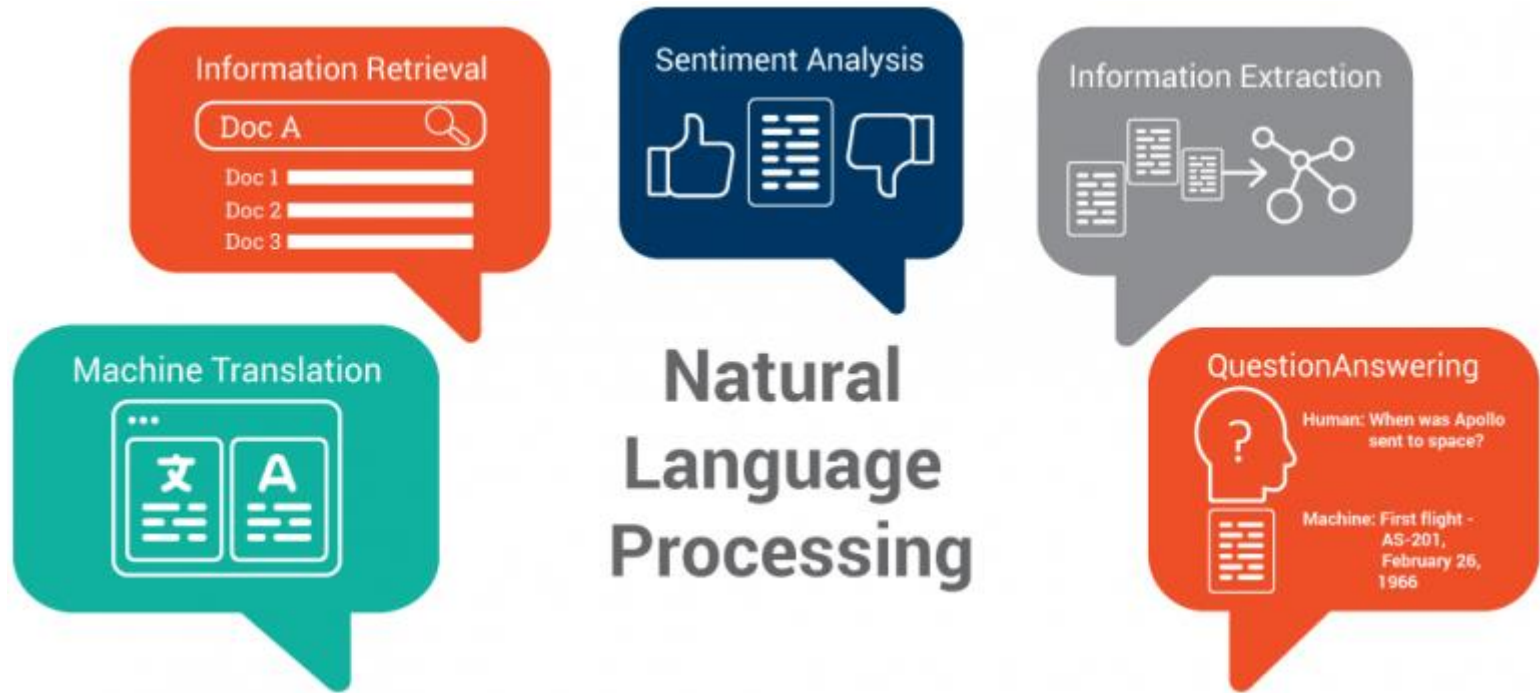 Information Retrieval
Doc A
Doc 1
Doc 2
Doc 3
Sentiment Analysis
Information Extraction
Machine Translation
文 A
Natural
Language
Processing
QuestionAnswering
?
Human: When was Apollo
sent to space?
Machine: First flight -
AS-201,
February 26,
1966